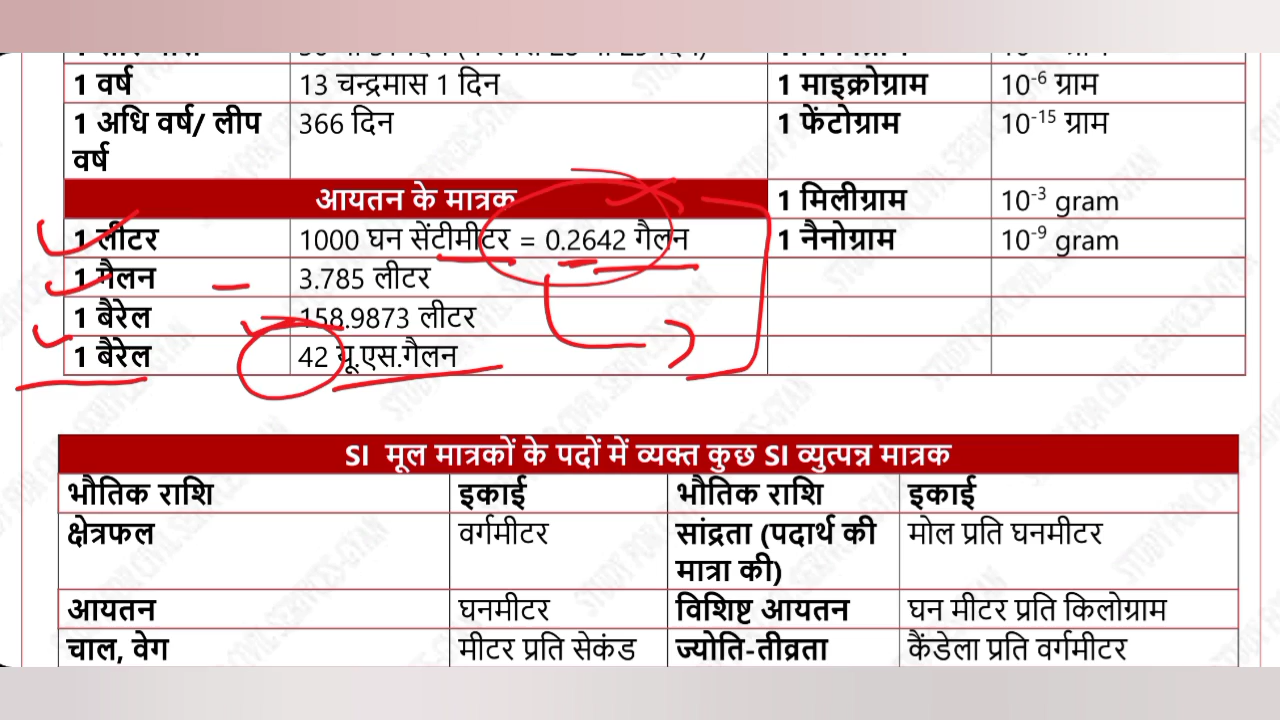 1 वर्ष 13 चन्द्रमास 1 दिन 1 माइक्रोग्राम 10⁻⁶ ग्राम
1 अधि वर्ष/ लीप 366 दिन 1 फेंटोग्राम 10⁻¹⁵ ग्राम
वर्ष
आयतन के मात्रक 1 मिलीग्राम 10⁻³ gram
1 लीटर 1000 घन सेंटीमीटर = 0.2642 गैलन 1 नैनोग्राम 10⁻⁹ gram
1 गैलन 3.785 लीटर
1 बैरेल 158.9873 लीटर
1 बैरेल 42 यू.एस.गैलन
SI मूल मात्रकों के पदों में व्यक्त कुछ SI व्युत्पन्न मात्रक
भौतिक राशि इकाई भौतिक राशि इकाई
क्षेत्रफल वर्गमीटर सांद्रता (पदार्थ की मोल प्रति घनमीटर
मात्रा की)
आयतन घनमीटर विशिष्ट आयतन घन मीटर प्रति किलोग्राम
चाल, वेग मीटर प्रति सेकंड ज्योति-तीव्रता कैंडेला प्रति वर्गमीटर